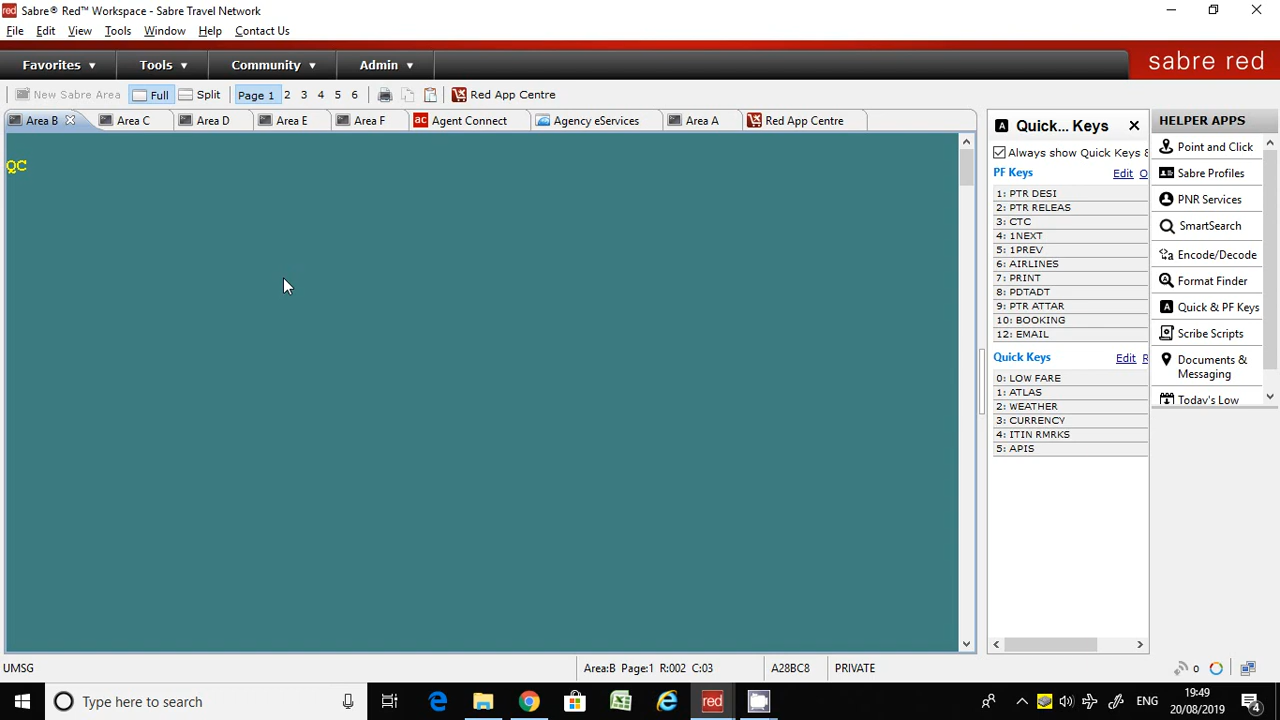 red Sabre® Red™ Workspace - Sabre Travel Network
File Edit View Tools Window Help Contact Us
Favorites Tools Community Admin sabre red
New Sabre Area Full Split Page 1 2 3 4 5 6 Red App Centre
Area B Area C Area D Area E Area F ac Agent Connect Agency eServices Area A Red App Centre
QC
A Quick... Keys
Always show Quick Keys &
PF Keys Edit O
1: PTR DESI
2: PTR RELEAS
3: CTC
4: 1NEXT
5: 1PREV
6: AIRLINES
7: PRINT
8: PDTADT
9: PTR ATTAR
10: BOOKING
12: EMAIL
Quick Keys Edit R
0: LOW FARE
1: ATLAS
2: WEATHER
3: CURRENCY
4: ITIN RMRKS
5: APIS
HELPER APPS
Point and Click
Sabre Profiles
PNR Services
SmartSearch
Encode/Decode
Format Finder
A Quick & PF Keys
Scribe Scripts
Documents &
Messaging
Today's Low
UMSG Area:B Page:1 R:002 C:03 A28BC8 PRIVATE 0
Type here to search red ENG 19:49
20/08/2019 4